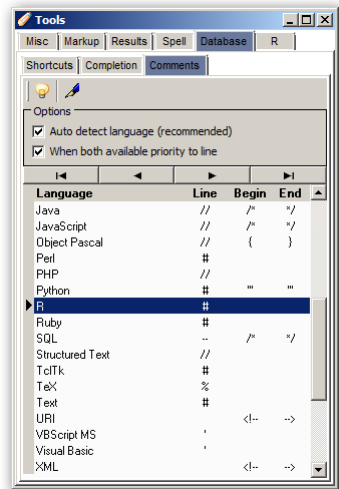 Tools
Misc Markup Results Spell Database R
Shortcuts Completion Comments
Options
Auto detect language (recommended)
When both available priority to line
Language Line Begin End
Java // /* */
JavaScript // /* */
Object Pascal // { }
Perl #
PHP //
Python # ''' '''
R #
Ruby #
SQL -- /* */
Structured Text //
TclTk #
TeX %
Text #
URI <!-- -->
VBScript MS '
Visual Basic '
XML <!-- -->